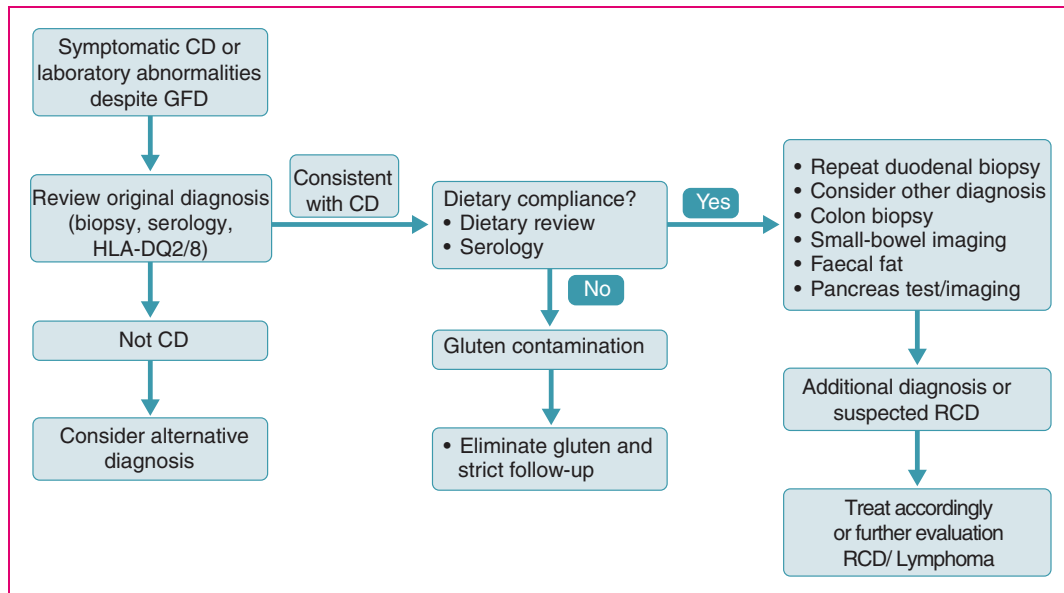 Symptomatic CD or
laboratory abnormalities
despite GFD
Review original diagnosis
(biopsy, serology,
HLA-DQ2/8)
Not CD
Consider alternative
diagnosis
Consistent
with CD
Dietary compliance?
• Dietary review
• Serology
No
Gluten contamination
• Eliminate gluten and
strict follow-up
Yes
• Repeat duodenal biopsy
• Consider other diagnosis
• Colon biopsy
• Small-bowel imaging
• Faecal fat
• Pancreas test/imaging
Additional diagnosis or
suspected RCD
Treat accordingly
or further evaluation
RCD/ Lymphoma